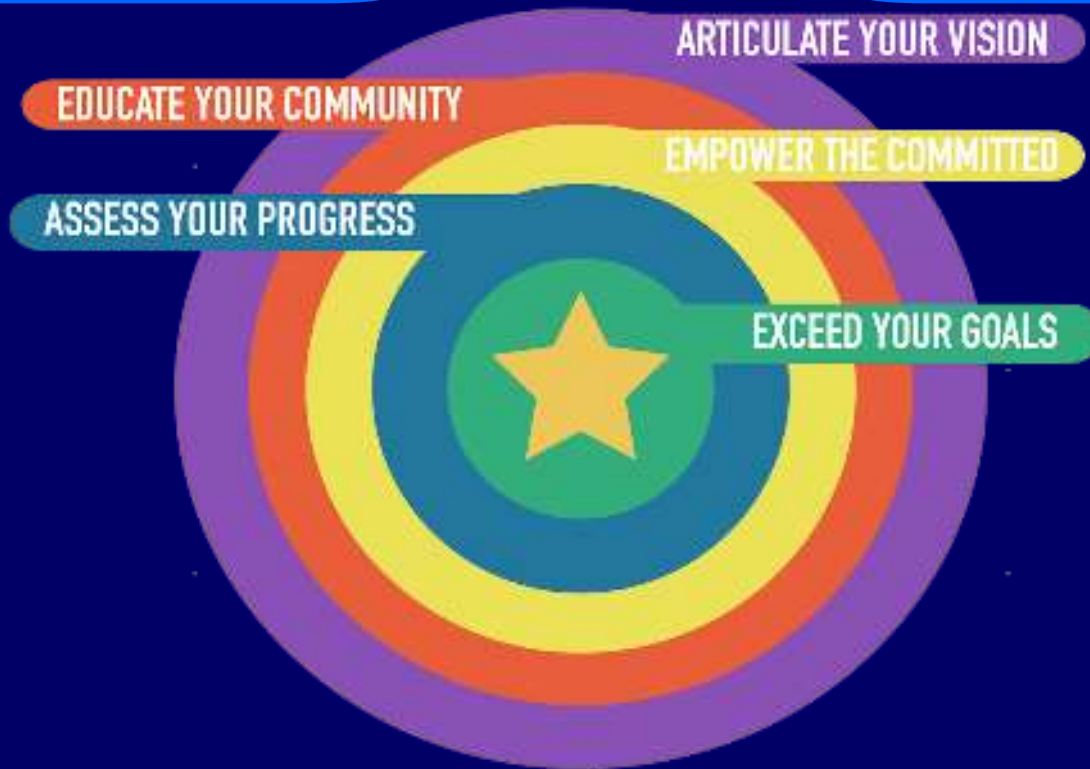 ARTICULATE YOUR VISION
EDUCATE YOUR COMMUNITY
EMPOWER THE COMMITTED
ASSESS YOUR PROGRESS
EXCEED YOUR GOALS